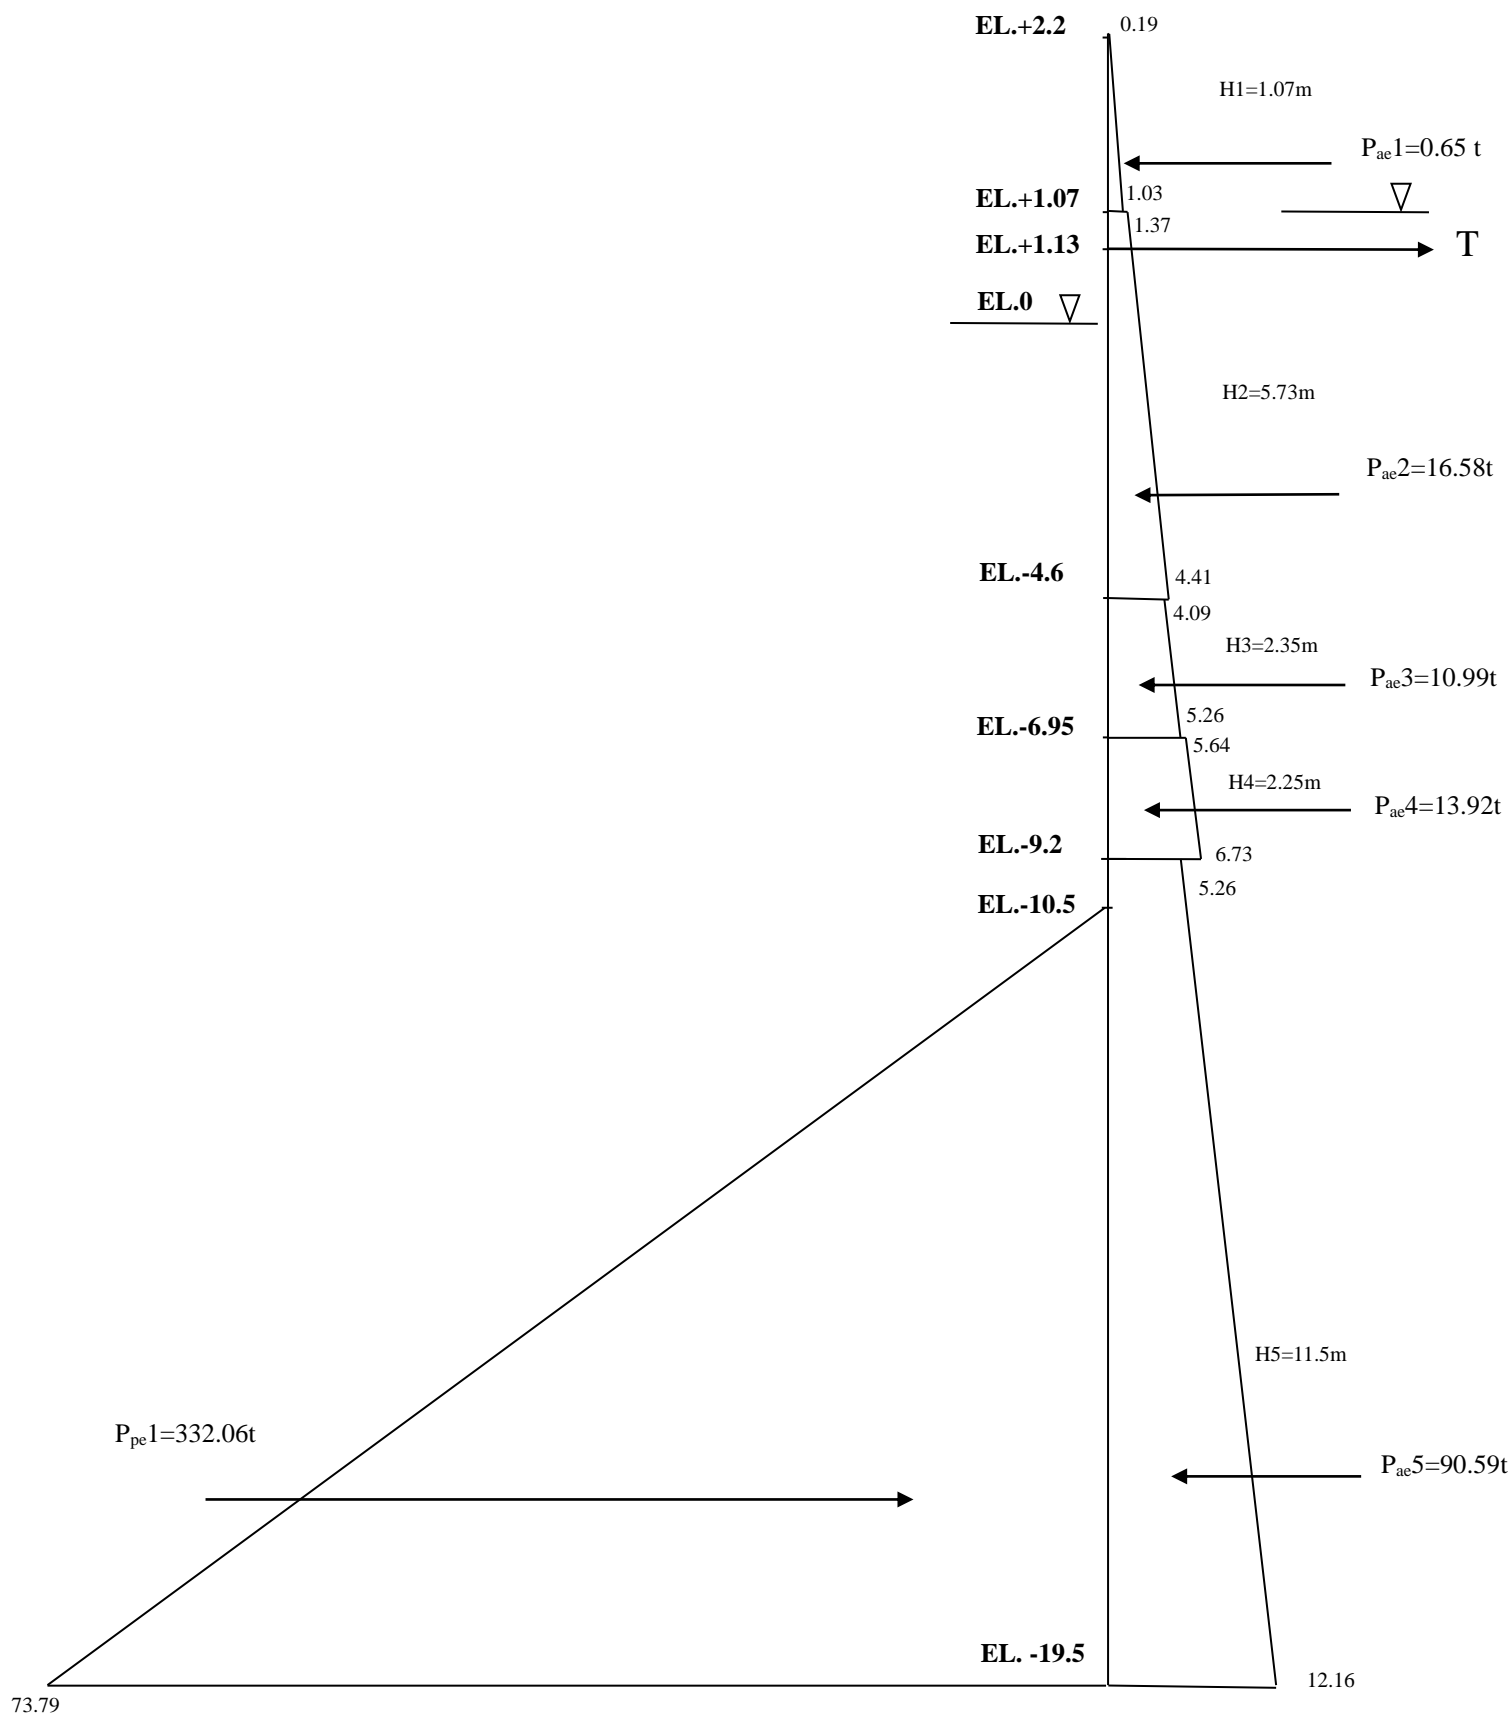 EL.+2.2
0.19
H1=1.07m
Pae1=0.65 t
EL.+1.07
1.03
1.37
EL.+1.13
T
EL.0
H2=5.73m
Pae2=16.58t
EL.-4.6
4.41
4.09
H3=2.35m
Pae3=10.99t
EL.-6.95
5.26
5.64
H4=2.25m
Pae4=13.92t
EL.-9.2
6.73
5.26
EL.-10.5
H5=11.5m
Ppe1=332.06t
Pae5=90.59t
EL. -19.5
12.16
73.79